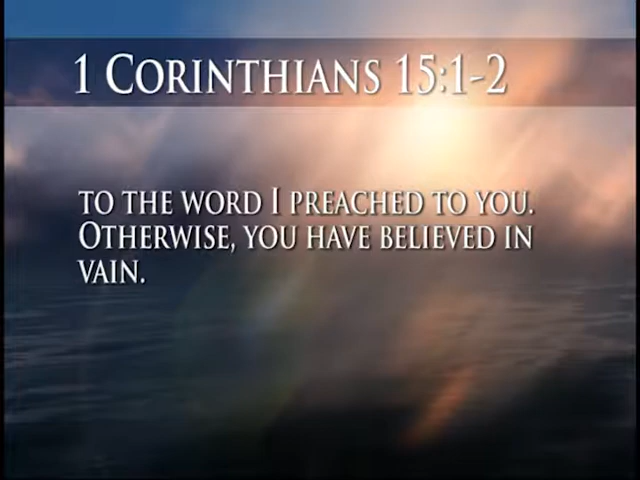 1 Corinthians 15:1-2
to the word I preached to you.
Otherwise, you have believed in
vain.